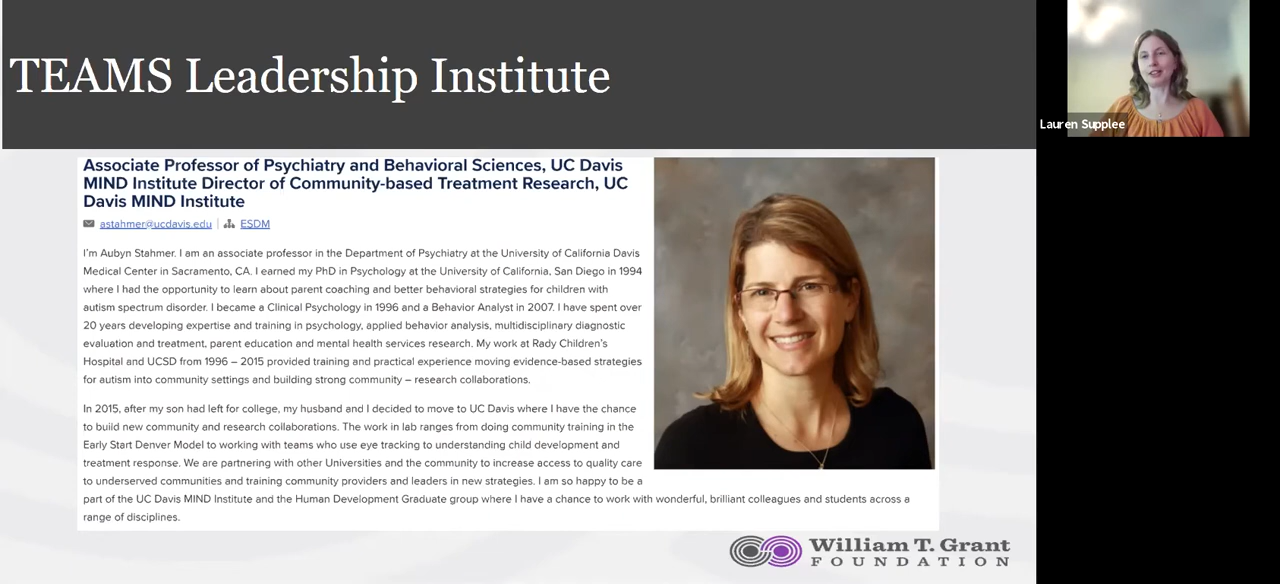 TEAMS Leadership Institute
Lauren Supplee
Associate Professor of Psychiatry and Behavioral Sciences, UC Davis
MIND Institute Director of Community-based Treatment Research, UC
Davis MIND Institute
astahmer@ucdavis.edu | ESDM
I'm Aubyn Stahmer. I am an associate professor in the Department of Psychiatry at the University of California Davis
Medical Center in Sacramento, CA. I earned my PhD in Psychology at the University of California, San Diego in 1994
where I had the opportunity to learn about parent coaching and better behavioral strategies for children with
autism spectrum disorder. I became a Clinical Psychology in 1996 and a Behavior Analyst in 2007. I have spent over
20 years developing expertise and training in psychology, applied behavior analysis, multidisciplinary diagnostic
evaluation and treatment, parent education and mental health services research. My work at Rady Children's
Hospital and UCSD from 1996 – 2015 provided training and practical experience moving evidence-based strategies
for autism into community settings and building strong community – research collaborations.
In 2015, after my son had left for college, my husband and I decided to move to UC Davis where I have the chance
to build new community and research collaborations. The work in lab ranges from doing community training in the
Early Start Denver Model to working with teams who use eye tracking to understanding child development and
treatment response. We are partnering with other Universities and the community to increase access to quality care
to underserved communities and training community providers and leaders in new strategies. I am so happy to be a
part of the UC Davis MIND Institute and the Human Development Graduate group where I have a chance to work with wonderful, brilliant colleagues and students across a
range of disciplines.
William T. Grant
FOUNDATION